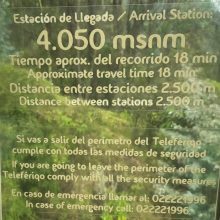 Estación de Llegada / Arrival Station
4.050 msnm
Tiempo aprox. del recorrido 18 min
Approximate travel time 18 min
Distancia entre estaciones 2.500 m
Distance between stations 2.500 m
Si vas a salir del perímetro del Teleférico
cumple con todas las medidas de seguridad
If you are going to leave the perimeter of the
Teleférico comply with all the security measures
En caso de emergencia llamar al: 022221996
In case of emergency call: 022221996